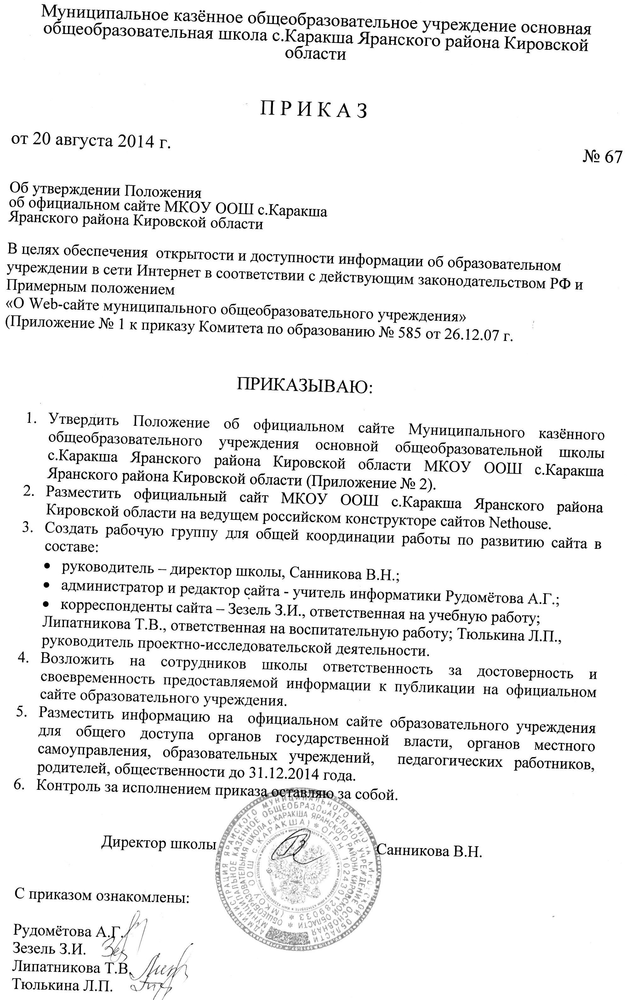 Муниципальное казённое общеобразовательное учреждение основная
общеобразовательная школа с.Каракша Яранского района Кировской
области
П Р И К А З
от 20 августа 2014 г.
№ 67
Об утверждении Положения
об официальном сайте МКОУ ООШ с.Каракша
Яранского района Кировской области
В целях обеспечения открытости и доступности информации об образовательном
учреждении в сети Интернет в соответствии с действующим законодательством РФ и
Примерным положением
«О Web-сайте муниципального общеобразовательного учреждения»
(Приложение № 1 к приказу Комитета по образованию № 585 от 26.12.07 г.
ПРИКАЗЫВАЮ:
1. Утвердить Положение об официальном сайте Муниципального казённого
общеобразовательного учреждения основной общеобразовательной школы
с.Каракша Яранского района Кировской области МКОУ ООШ с.Каракша
Яранского района Кировской области (Приложение № 2).
2. Разместить официальный сайт МКОУ ООШ с.Каракша Яранского района
Кировской области на ведущем российском конструкторе сайтов Nethouse.
3. Создать рабочую группу для общей координации работы по развитию сайта в
составе:
• руководитель – директор школы, Санникова В.Н.;
• администратор и редактор сайта - учитель информатики Рудомётова А.Г.;
• корреспонденты сайта – Зезель З.И., ответственная на учебную работу;
Липатникова Т.В., ответственная на воспитательную работу; Тюлькина Л.П.,
руководитель проектно-исследовательской деятельности.
4. Возложить на сотрудников школы ответственность за достоверность и
своевременность предоставляемой информации к публикации на официальном
сайте образовательного учреждения.
5. Разместить информацию на официальном сайте образовательного учреждения
для общего доступа органов государственной власти, органов местного
самоуправления, образовательных учреждений, педагогических работников,
родителей, общественности до 31.12.2014 года.
6. Контроль за исполнением приказа оставляю за собой.
Директор школы Санникова В.Н.
АДМИНИСТРАЦИЯ ЯРАНСКОГО МУНИЦИПАЛЬНОГО РАЙОНА КИРОВСКОЙ ОБЛАСТИ
МУНИЦИПАЛЬНОЕ КАЗЕННОЕ ОБЩЕОБРАЗОВАТЕЛЬНОЕ УЧРЕЖДЕНИЕ ОСНОВНАЯ
ОБЩЕОБРАЗОВАТЕЛЬНАЯ ШКОЛА с.КАРАКША ЯРАНСКОГО РАЙОНА КИРОВСКОЙ ОБЛАСТИ *
(МКОУ ООШ с.КАРАКША) * ОГРН 1024301289033 *
С приказом ознакомлены:
Рудомётова А.Г.
Зезель З.И.
Липатникова Т.В.
Тюлькина Л.П.